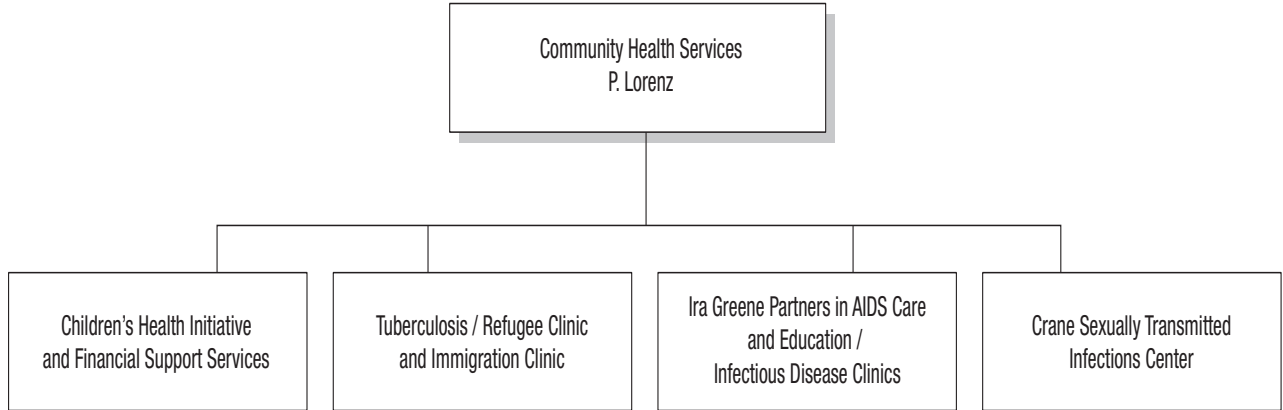 Community Health Services
P. Lorenz
Children’s Health Initiative
and Financial Support Services
Tuberculosis / Refugee Clinic
and Immigration Clinic
Ira Greene Partners in AIDS Care
and Education /
Infectious Disease Clinics
Crane Sexually Transmitted
Infections Center